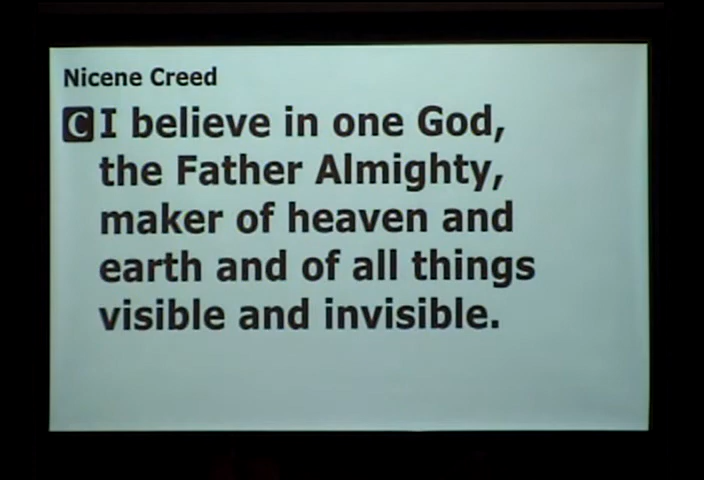 Nicene Creed
C I believe in one God,
the Father Almighty,
maker of heaven and
earth and of all things
visible and invisible.